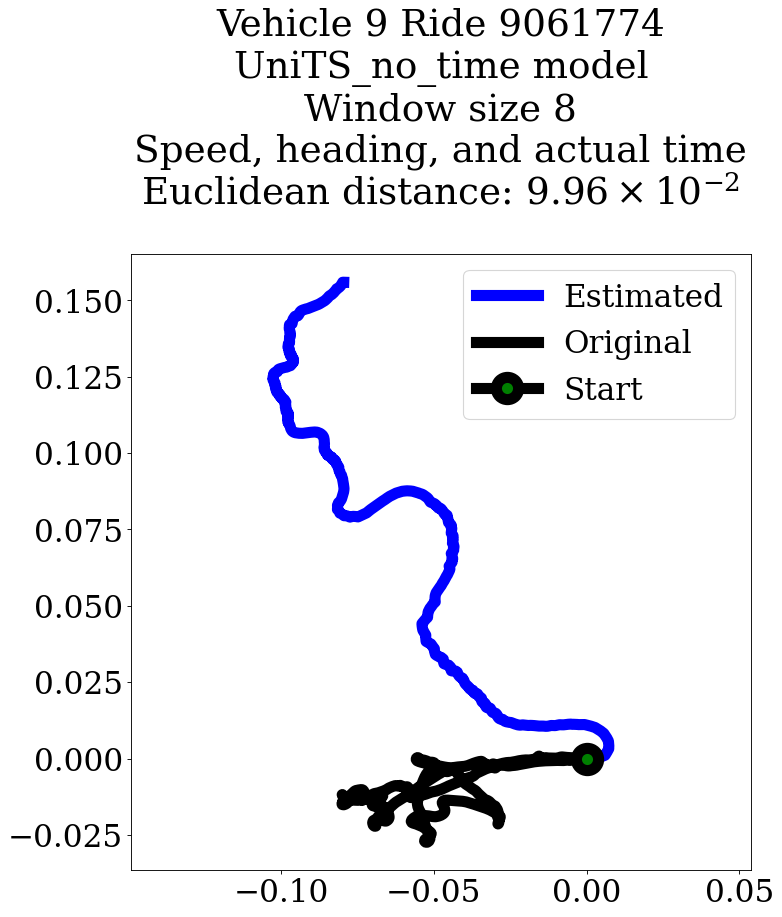 Vehicle 9 Ride 9061774
UniTS_no_time model
Window size 8
Speed, heading, and actual time
Euclidean distance: 9.96 × 10⁻²
Estimated
Original
Start
0.150
0.125
0.100
0.075
0.050
0.025
0.000
−0.025
−0.10
−0.05
0.00
0.05